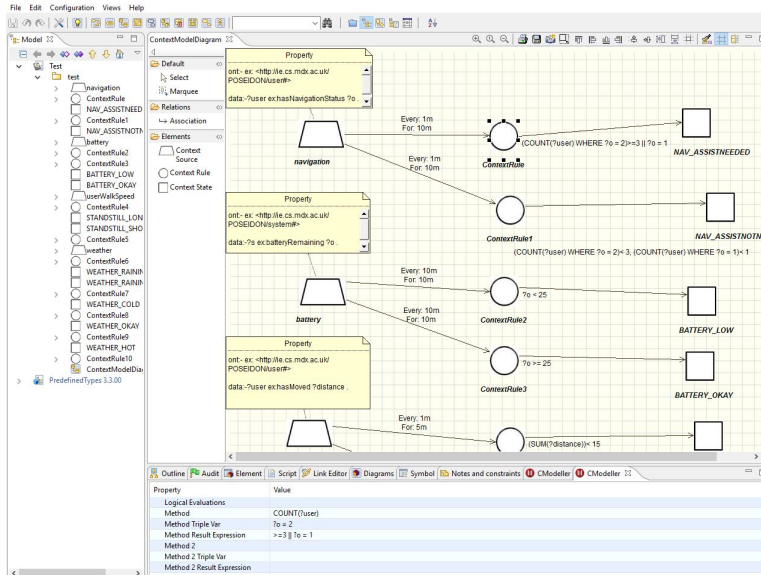 File Edit Configuration Views Help
Model
ContextModelDiagram
Test
test
navigation
ContextRule
NAV_ASSISTNEED
ContextRule1
NAV_ASSISTNOTN
battery
ContextRule2
ContextRule3
BATTERY_LOW
BATTERY_OKAY
userWalkSpeed
ContextRule4
STANDSTILL_LON
STANDSTILL_SHO
ContextRule5
weather
ContextRule6
WEATHER_RAININ
WEATHER_RAININ
ContextRule7
WEATHER_COLD
ContextRule8
WEATHER_OKAY
ContextRule9
WEATHER_HOT
ContextRule10
ContextModelDia
PredefinedTypes 3.3.00
Default
Select
Marquee
Relations
Association
Elements
Context
Source
Context Rule
Context State
Property
ont:- ex: <http://ie.cs.mdx.ac.uk/
POSEIDON/user#>
data:-?user ex:hasNavigationStatus ?o .
navigation
Every: 1m
For: 10m
ContextRule
(COUNT(?user) WHERE ?o = 2)>=3 || ?o = 1
NAV_ASSISTNEEDED
Every: 1m
For: 10m
ContextRule1
(COUNT(?user) WHERE ?o = 2)< 3, (COUNT(?user) WHERE ?o = 1)< 1
NAV_ASSISTNOTN
Property
ont:- ex: <http://ie.cs.mdx.ac.uk/
POSEIDON/system#>
data:-?s ex:batteryRemaining ?o .
battery
Every: 10m
For: 10m
ContextRule2
?o < 25
BATTERY_LOW
Every: 10m
For: 10m
ContextRule3
?o >= 25
BATTERY_OKAY
Property
ont:- ex: <http://ie.cs.mdx.ac.uk/
POSEIDON/user#>
data:-?user ex:hasMoved ?distance .
Every: 1m
For: 5m
(SUM(?distance))< 15
Outline Audit Element Script Link Editor Diagrams Symbol Notes and constraints CModeller CModeller
Property Value
Logical Evaluations
Method COUNT(?user)
Method Triple Var ?o = 2
Method Result Expression >=3 || ?o = 1
Method 2
Method 2 Triple Var
Method 2 Result Expression